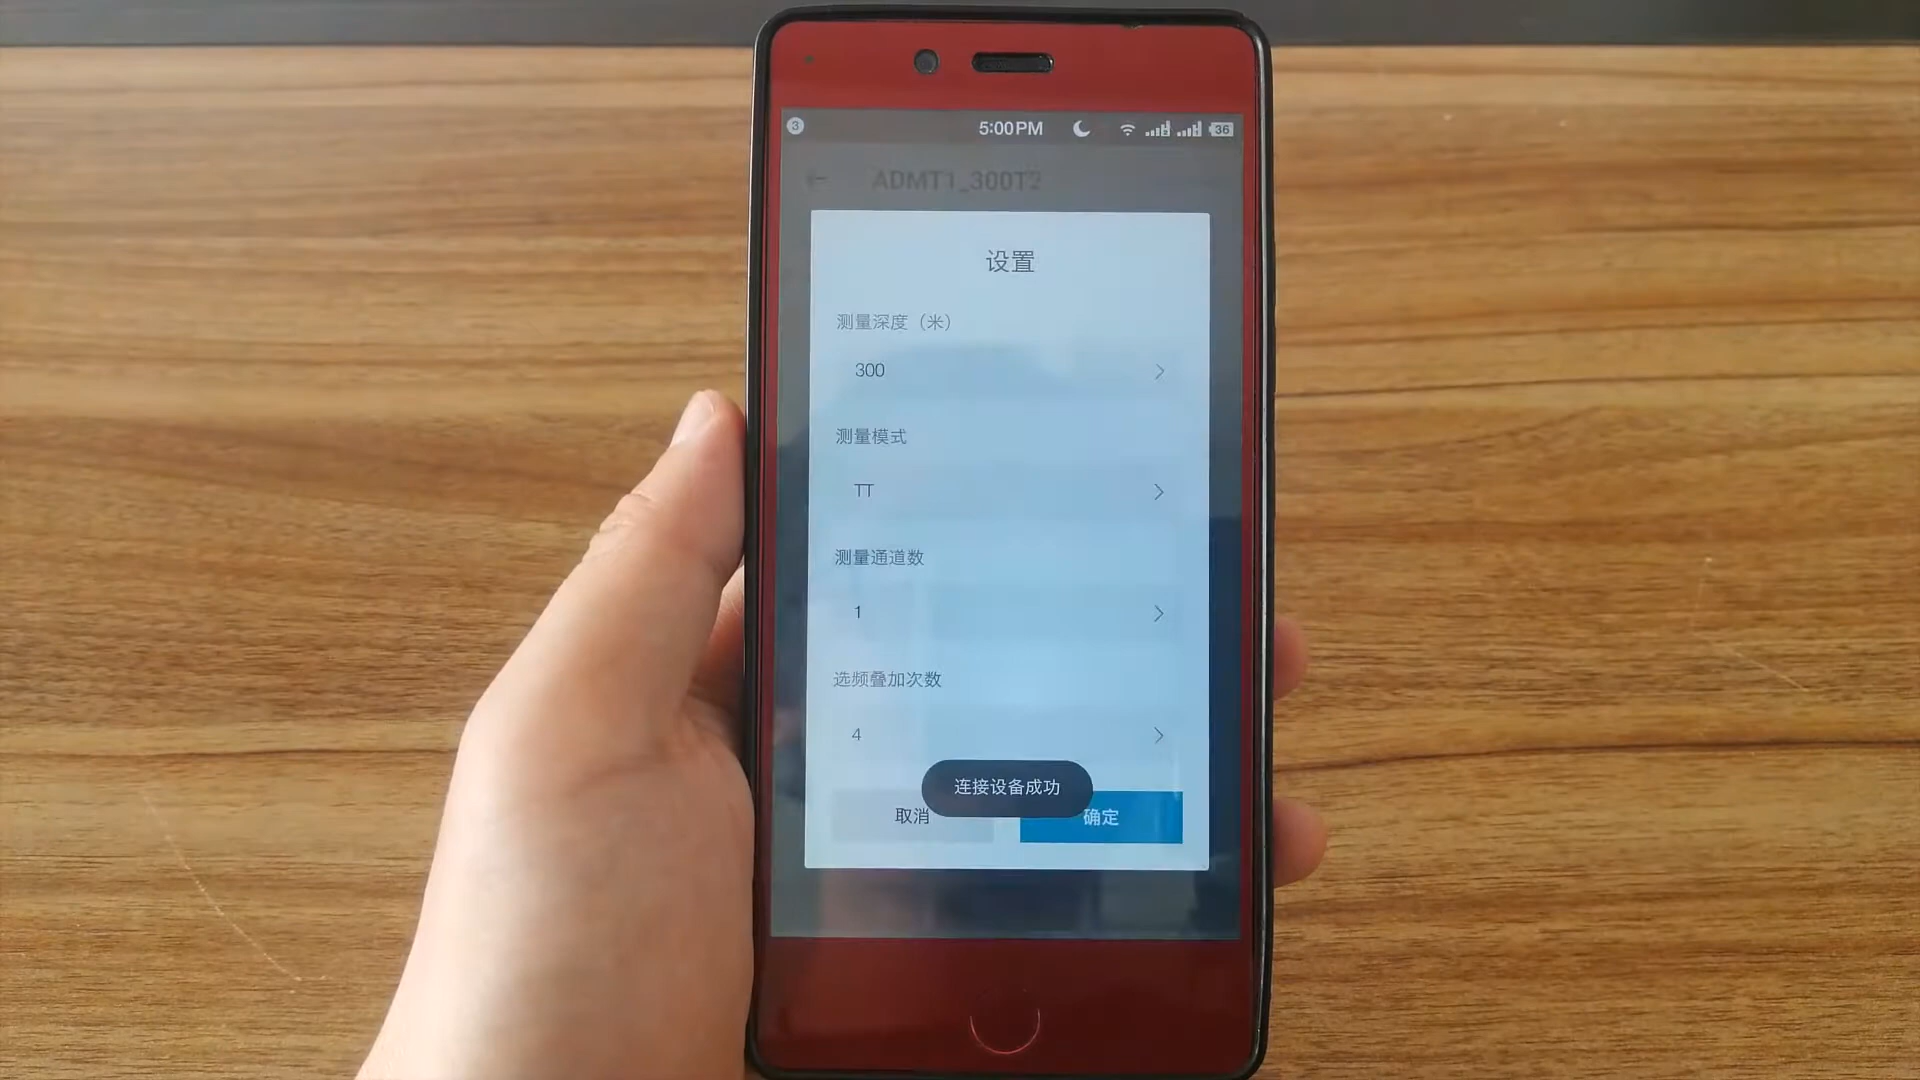 3
5:00PM
36
ADMT1_300T2
设置
测量深度（米）
300
测量模式
TT
测量通道数
1
选频叠加次数
4
连接设备成功
取消
确定